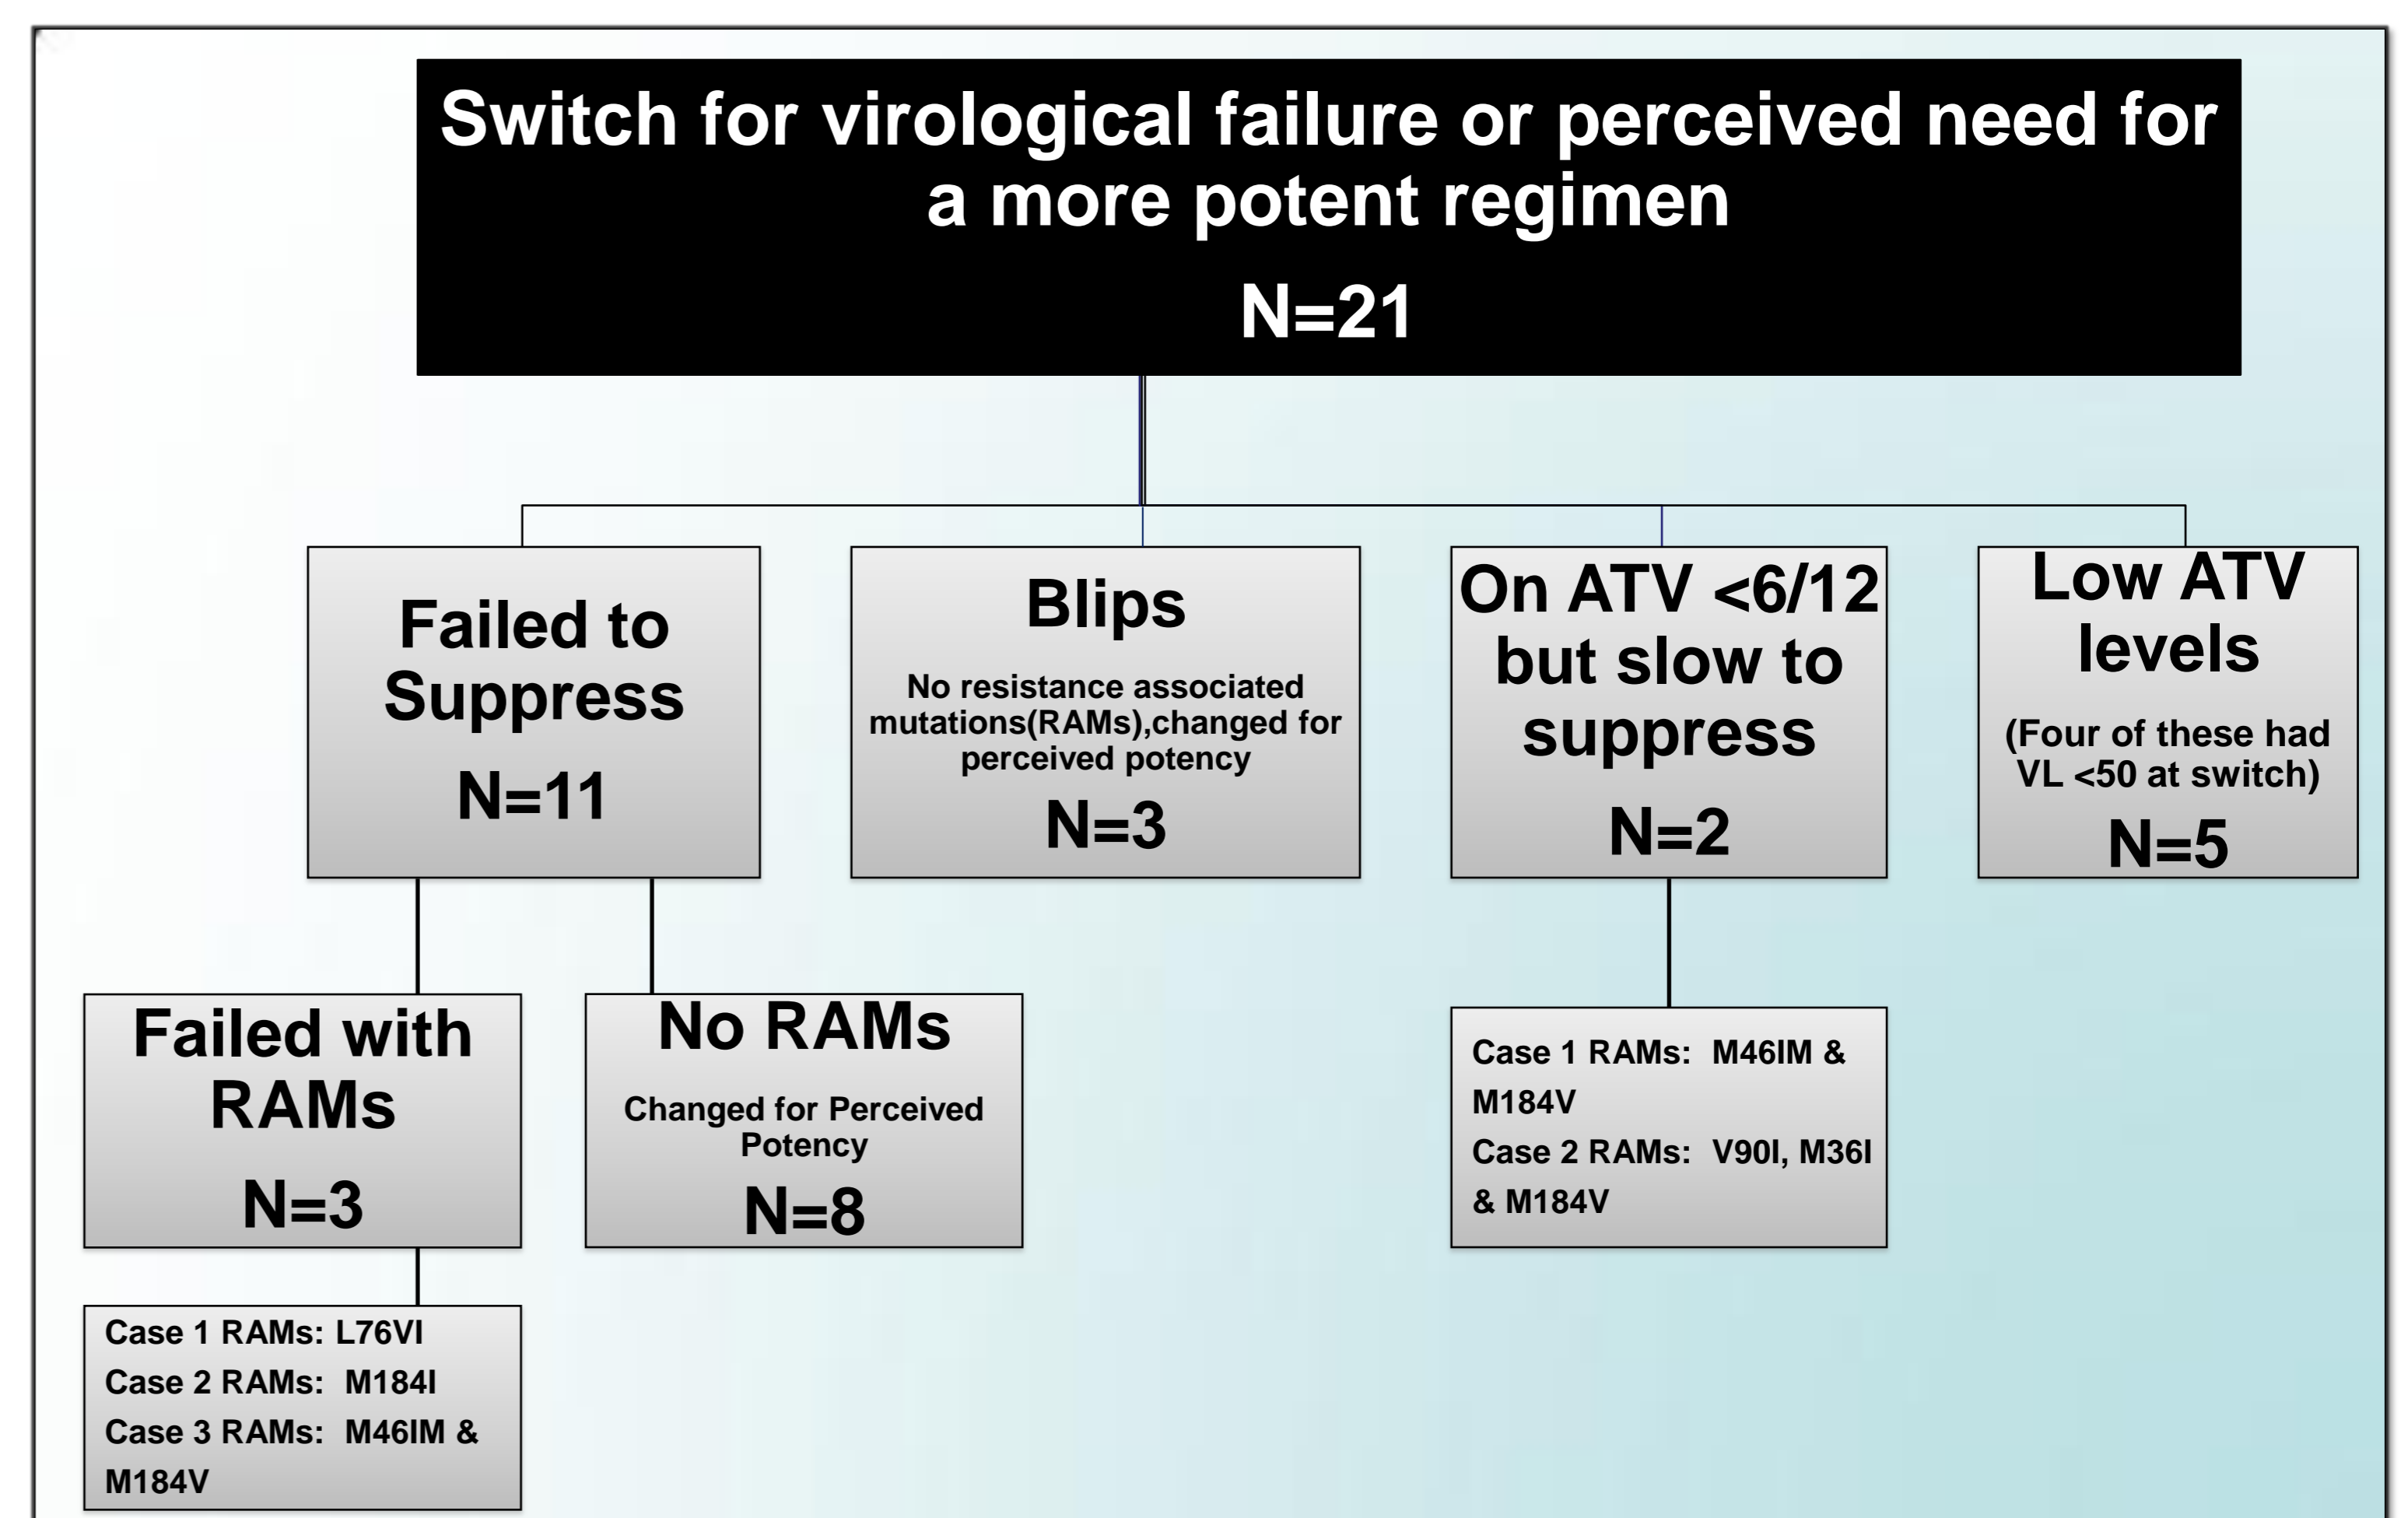 Switch for virological failure or perceived need for
a more potent regimen
N=21
Failed to
Suppress
N=11
Blips
No resistance associated
mutations(RAMs),changed for
perceived potency
N=3
On ATV <6/12
but slow to
suppress
N=2
Low ATV
levels
(Four of these had
VL <50 at switch)
N=5
Failed with
RAMs
N=3
No RAMs
Changed for Perceived
Potency
N=8
Case 1 RAMs: M46IM &
M184V
Case 2 RAMs: V90I, M36I
& M184V
Case 1 RAMs: L76VI
Case 2 RAMs: M184I
Case 3 RAMs: M46IM &
M184V